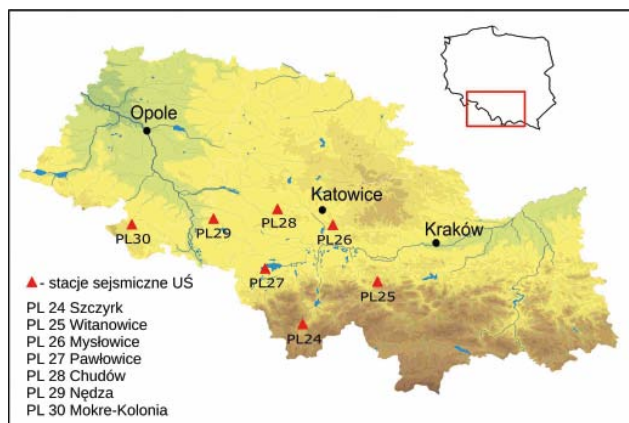 Opole
Katowice
Kraków
PL28
PL29
PL26
PL30
PL27
PL25
PL24
- stacje sejsmiczne UŚ
PL 24 Szczyrk
PL 25 Witanowice
PL 26 Mysłowice
PL 27 Pawłowice
PL 28 Chudów
PL 29 Nędza
PL 30 Mokre-Kolonia